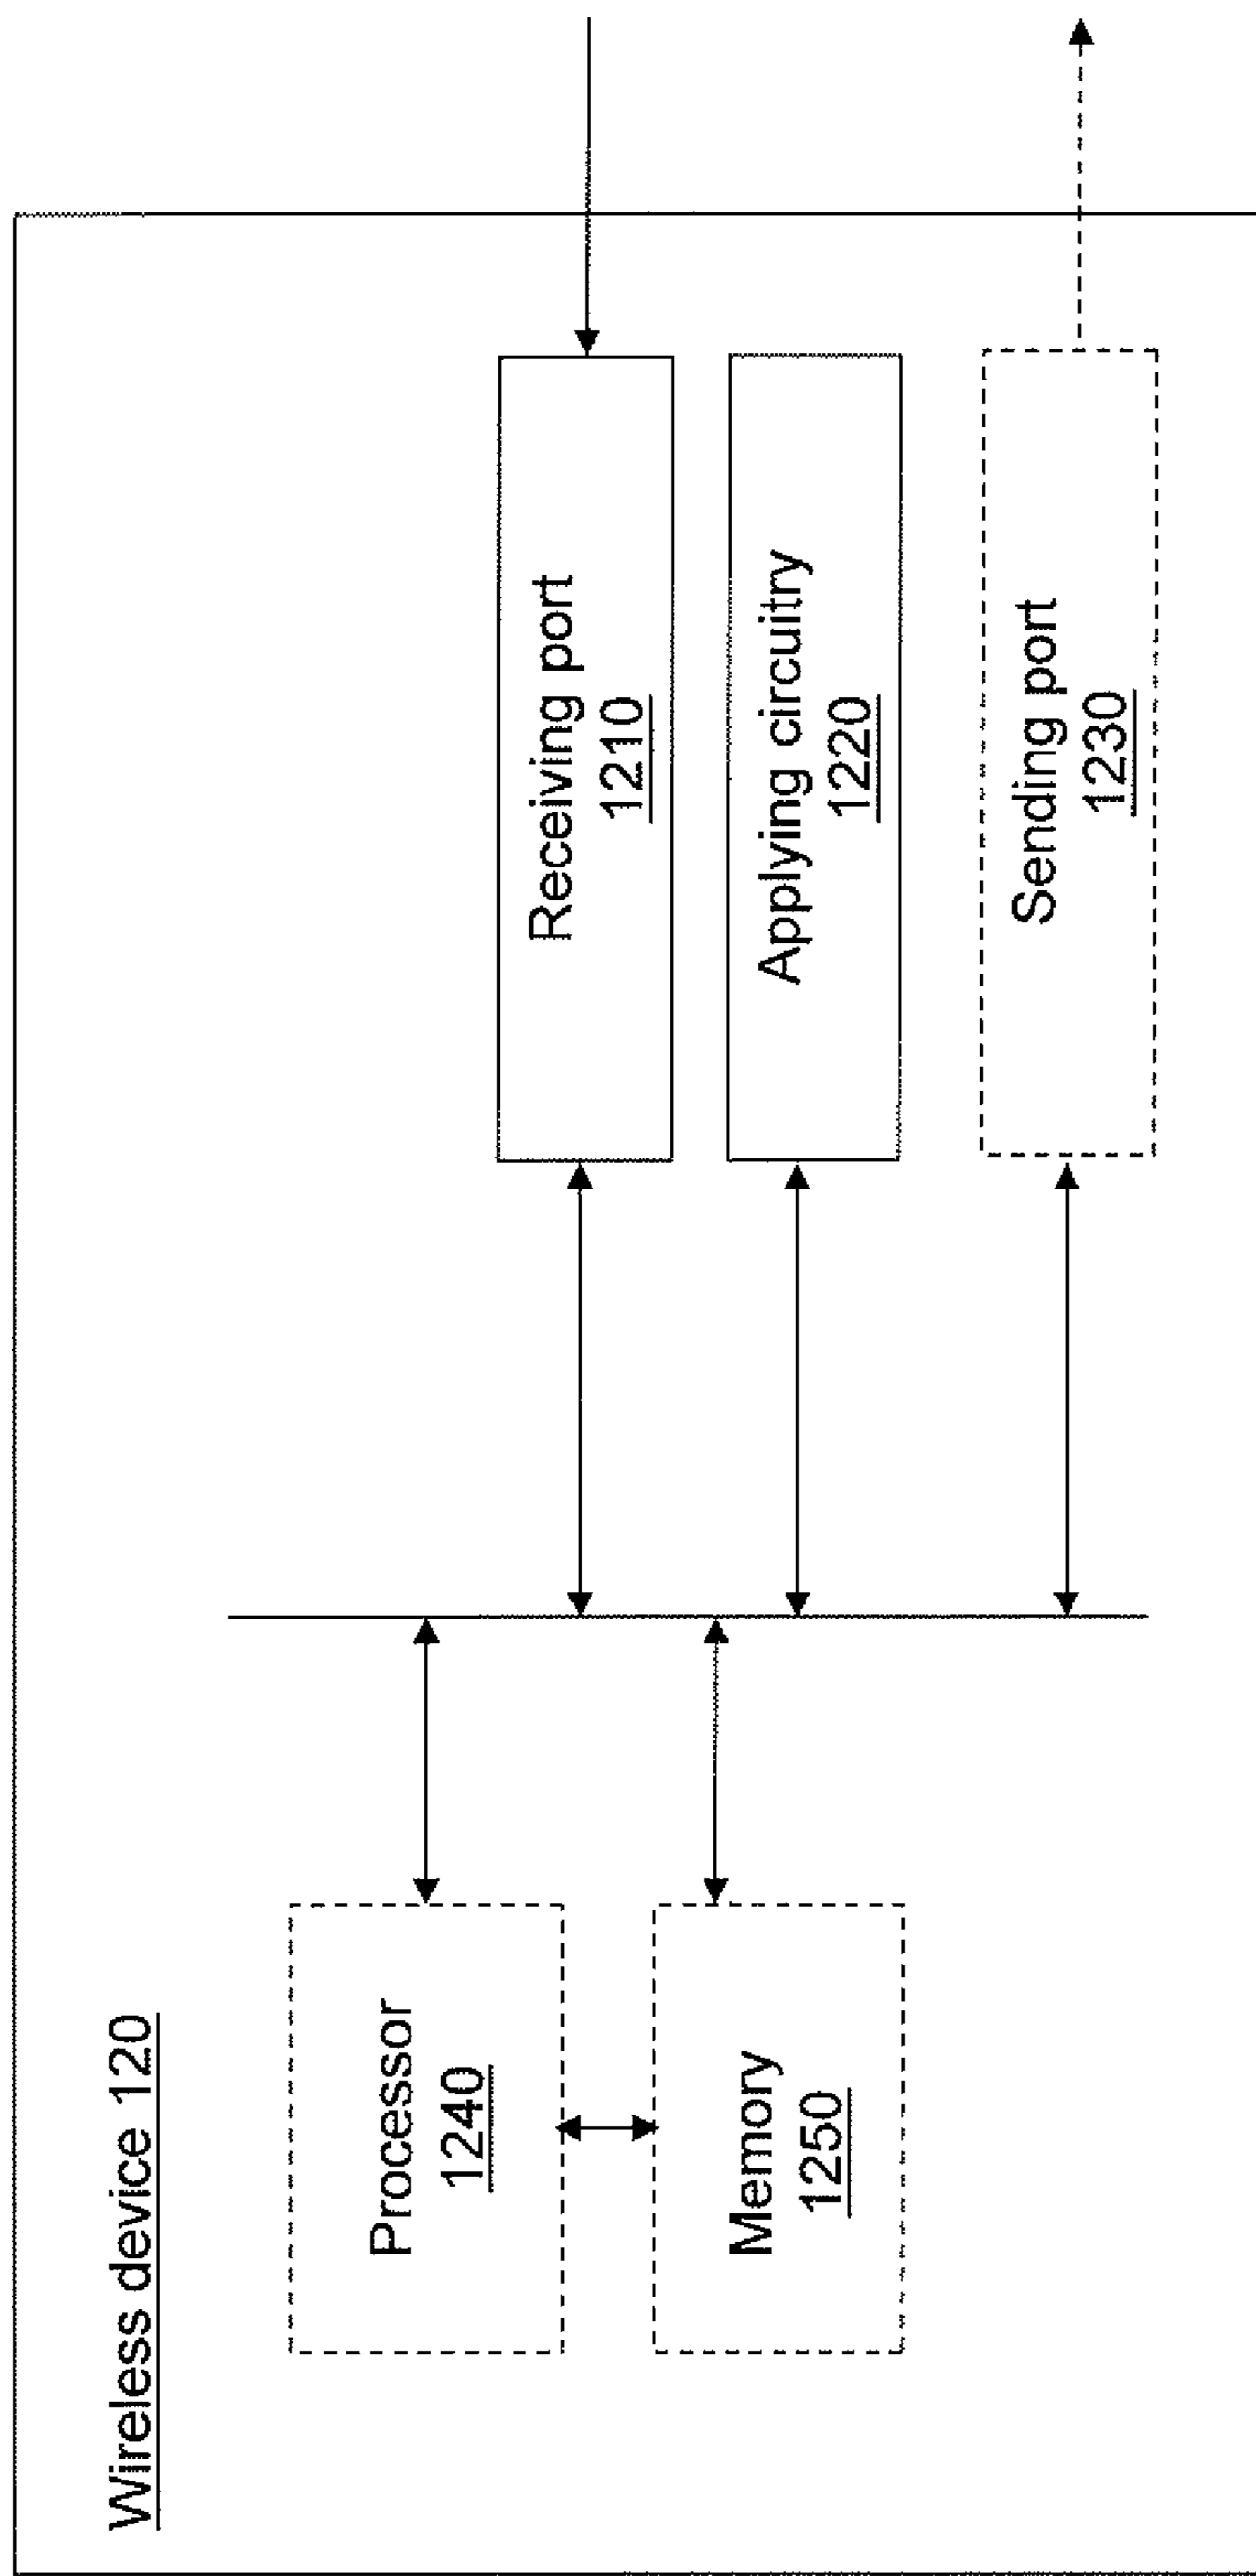 Wireless device 120
Processor
1240
Memory
1250
Receiving port
1210
Applying circuitry
1220
Sending port
1230